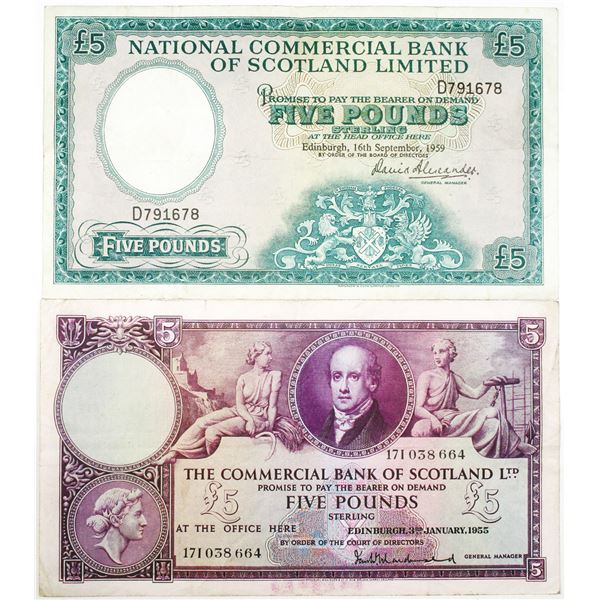 £5
£5
NATIONAL COMMERCIAL BANK
OF SCOTLAND LIMITED
D791678
PROMISE TO PAY THE BEARER ON DEMAND
FIVE POUNDS
STERLING
AT THE HEAD OFFICE HERE
Edinburgh, 16th September, 1959
BY ORDER OF THE BOARD OF DIRECTORS
David Alexander.
GENERAL MANAGER
D791678
FIVE POUNDS
£5
5
5
17I 038 664
THE COMMERCIAL BANK OF SCOTLAND LTD.
PROMISE TO PAY THE BEARER ON DEMAND
£5
FIVE POUNDS
£5
STERLING
AT THE OFFICE HERE
EDINBURGH, 3RD JANUARY, 1955
BY ORDER OF THE COURT OF DIRECTORS
17I 038 664
GENERAL MANAGER
5